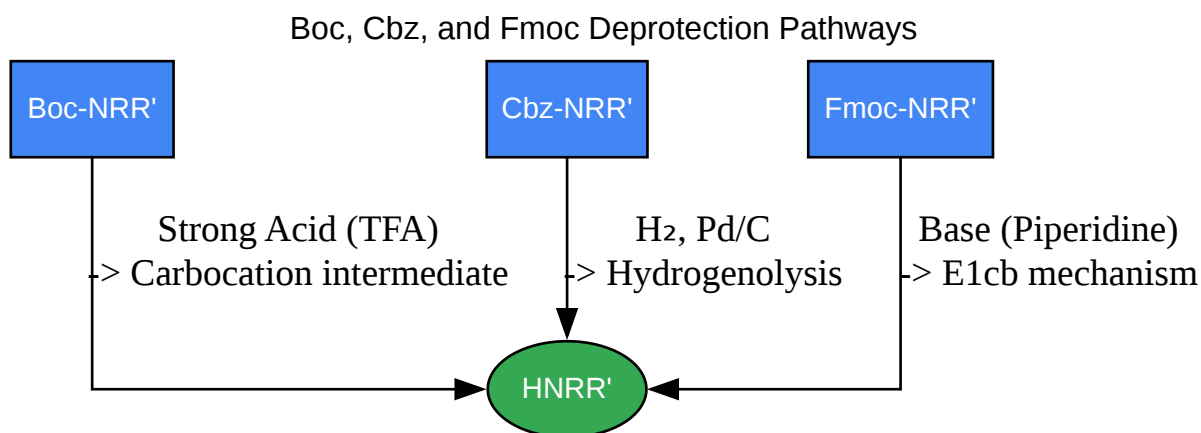 Boc, Cbz, and Fmoc Deprotection Pathways
Boc-NRR'
Cbz-NRR'
Fmoc-NRR'
Strong Acid (TFA)
-> Carbocation intermediate
H₂, Pd/C
-> Hydrogenolysis
Base (Piperidine)
-> E1cb mechanism
HNRR'